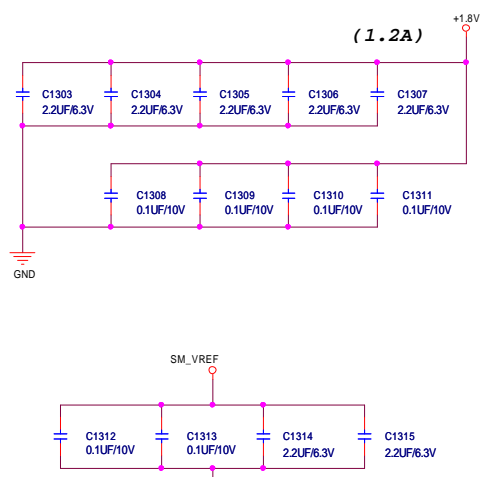 +1.8V
(1.2A)
C1303
2.2UF/6.3V
C1304
2.2UF/6.3V
C1305
2.2UF/6.3V
C1306
2.2UF/6.3V
C1307
2.2UF/6.3V
C1308
0.1UF/10V
C1309
0.1UF/10V
C1310
0.1UF/10V
C1311
0.1UF/10V
GND
SM_VREF
C1312
0.1UF/10V
C1313
0.1UF/10V
C1314
2.2UF/6.3V
C1315
2.2UF/6.3V